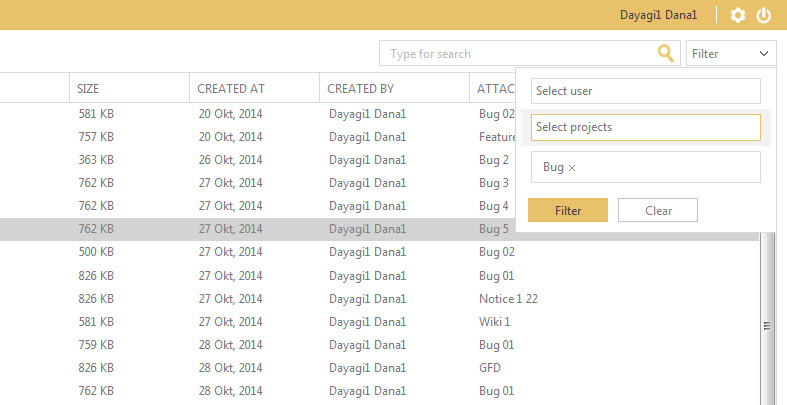 Dayagi1 Dana1
Type for search Filter
SIZE CREATED AT CREATED BY ATTAC
Select user
581 KB 20 Okt, 2014 Dayagi1 Dana1 Bug 02
Select projects
757 KB 20 Okt, 2014 Dayagi1 Dana1 Feature
363 KB 26 Okt, 2014 Dayagi1 Dana1 Bug 2
Bug ×
762 KB 27 Okt, 2014 Dayagi1 Dana1 Bug 3
762 KB 27 Okt, 2014 Dayagi1 Dana1 Bug 4
Filter Clear
762 KB 27 Okt, 2014 Dayagi1 Dana1 Bug 5
500 KB 27 Okt, 2014 Dayagi1 Dana1 Bug 02
826 KB 27 Okt, 2014 Dayagi1 Dana1 Bug 01
826 KB 27 Okt, 2014 Dayagi1 Dana1 Notice 1 22
581 KB 27 Okt, 2014 Dayagi1 Dana1 Wiki 1
759 KB 28 Okt, 2014 Dayagi1 Dana1 Bug 01
826 KB 28 Okt, 2014 Dayagi1 Dana1 GFD
762 KB 28 Okt, 2014 Dayagi1 Dana1 Bug 01